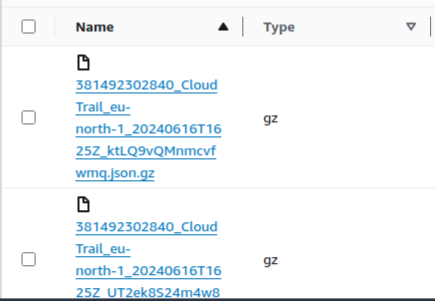 Name Type
381492302840_Cloud
Trail_eu-
north-1_20240616T16
25Z_ktLQ9vQMnmcvf
wmq.json.gz
gz
381492302840_Cloud
Trail_eu-
north-1_20240616T16
25Z_UT2ek8S24m4w8
gz